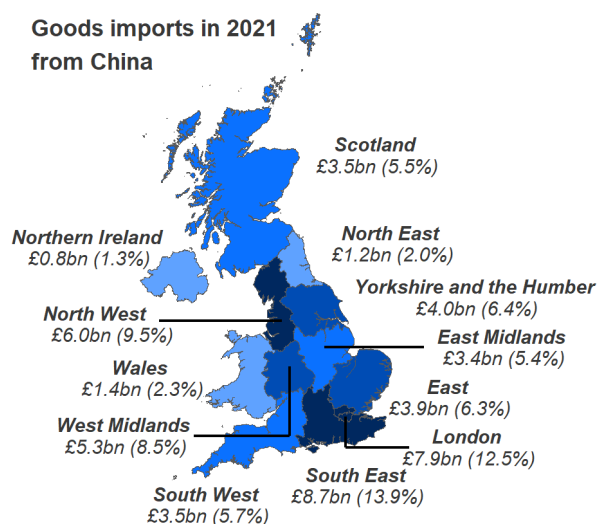 Goods imports in 2021
from China
Scotland
£3.5bn (5.5%)
Northern Ireland
£0.8bn (1.3%)
North East
£1.2bn (2.0%)
Yorkshire and the Humber
£4.0bn (6.4%)
North West
£6.0bn (9.5%)
East Midlands
£3.4bn (5.4%)
Wales
£1.4bn (2.3%)
East
£3.9bn (6.3%)
West Midlands
£5.3bn (8.5%)
London
£7.9bn (12.5%)
South East
£8.7bn (13.9%)
South West
£3.5bn (5.7%)